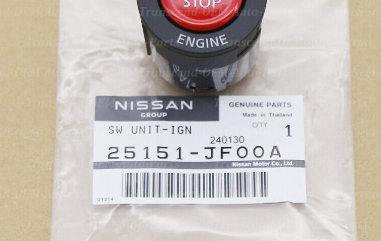 STOP
ENGINE
NISSAN
GROUP
GENUINE PARTS
Made in Thailand
SW UNIT-IGN
Q'TY 1
240130
25151-JF00A
Nissan Motor Co., Ltd.